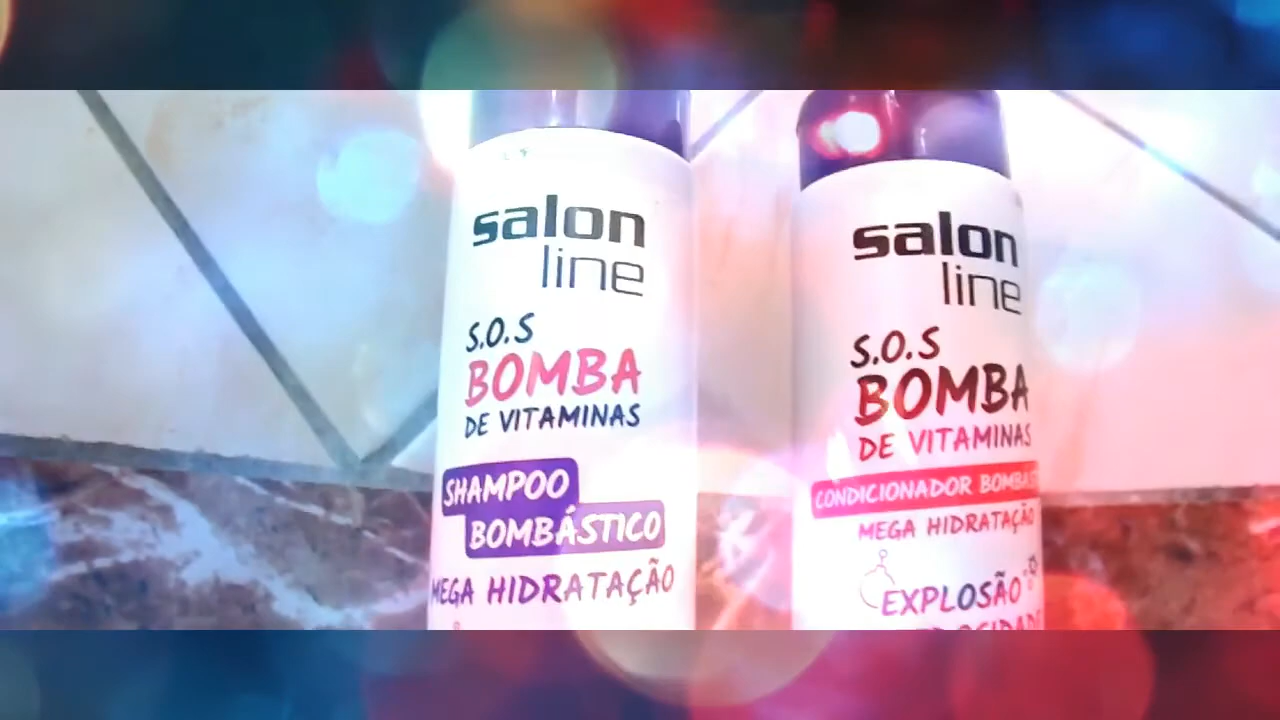 salon
line
S.O.S
BOMBA
DE VITAMINAS
SHAMPOO
BOMBÁSTICO
MEGA HIDRATAÇÃO
salon
line
S.O.S
BOMBA
DE VITAMINAS
CONDICIONADOR
MEGA HIDRATAÇÃO
EXPLOSÃO